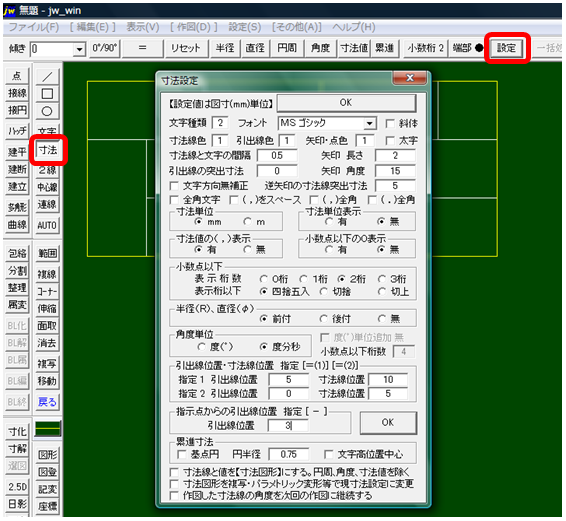 無題 - jw_win
ファイル(F) [編集(E)] 表示(V) [作図(D)] 設定(S) [その他(A)] ヘルプ(H)
傾き 0 0°/90° = リセット 半径 直径 円周 角度 寸法値 累進 小数桁 2 端部 ● 設定 一括処
点 ／
接線 □
接円 ○
ハッチ 文字
建平 寸法
建断 2線
建立 中心線
多角形 連線
曲線 AUTO
包絡 範囲
分割 複線
整理 コーナー
属変 伸縮
BL化 面取
BL解 消去
BL属 複写
BL編 移動
BL終 戻る
寸化
寸解 図形
選図 図登
2.5D 記変
日影 座標
寸法設定
【設定値は図寸(mm)単位】 OK
文字種類 2 フォント MS ゴシック 斜体
寸法線色 1 引出線色 1 矢印・点色 1 太字
寸法線と文字の間隔 0.5 矢印 長さ 2
引出線の突出寸法 0 矢印 角度 15
文字方向無補正 逆矢印の寸法線突出寸法 5
全角文字 (，)をスペース (，)全角 (．)全角
寸法単位 寸法単位表示
mm m 有 無
寸法値の(，)表示 小数点以下の0表示
有 無 有 無
小数点以下
表示桁数 0桁 1桁 2桁 3桁
表示桁以下 四捨五入 切捨 切上
半径(R)、直径(φ)
前付 後付 無
角度単位
度(°) 度分秒 度(°)単位追加 無
小数点以下桁数 4
引出線位置・寸法線位置 指定 [=(1)] [=(2)]
指定1 引出線位置 5 寸法線位置 10
指定2 引出線位置 0 寸法線位置 5
指示点からの引出線位置 指定 [ - ]
引出線位置 3 OK
累進寸法
基点円 円半径 0.75 文字高位置中心
寸法線と値を【寸法図形】にする。円周、角度、寸法値を除く
寸法図形を複写・パラメトリック変形等で現寸法設定に変更
作図した寸法線の角度を次回の作図に継続する